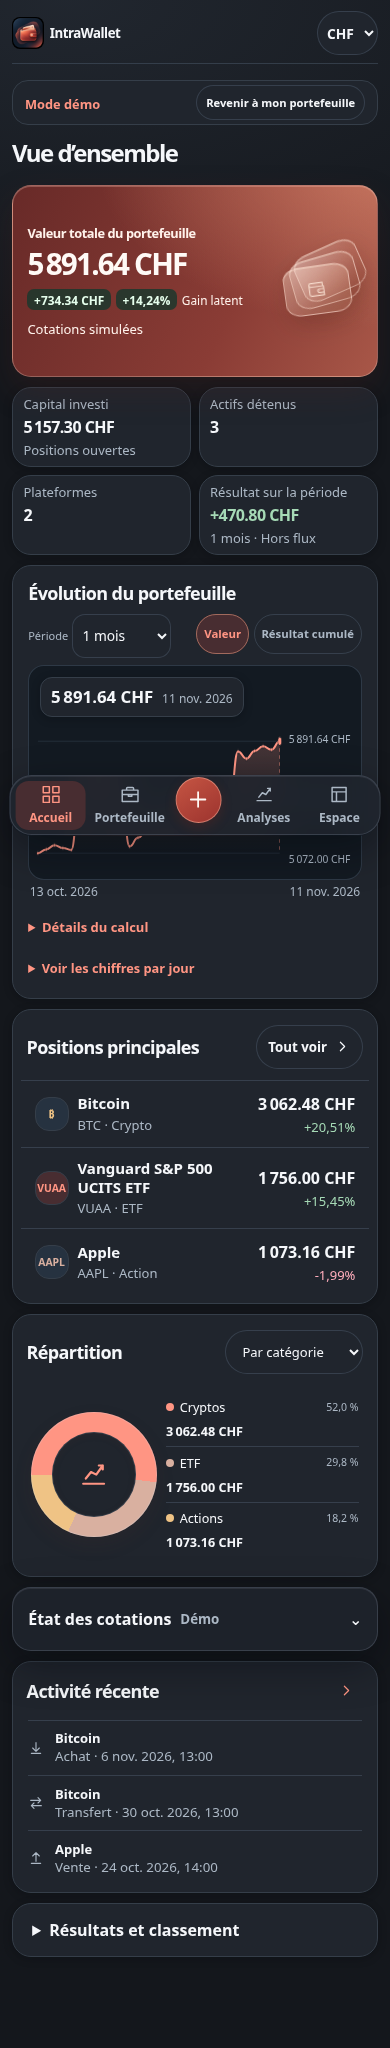 IntraWallet
CHF
Mode démo
Revenir à mon portefeuille
Vue d’ensemble
Valeur totale du portefeuille
5 891.64 CHF
+734.34 CHF +14,24% Gain latent
Cotations simulées
Capital investi
5 157.30 CHF
Positions ouvertes
Actifs détenus
3
Plateformes
2
Résultat sur la période
+470.80 CHF
1 mois · Hors flux
Évolution du portefeuille
Période 1 mois
Valeur
Résultat cumulé
5 891.64 CHF 11 nov. 2026
5 891.64 CHF
Accueil
Portefeuille
Analyses
Espace
5 072.00 CHF
13 oct. 2026
11 nov. 2026
Détails du calcul
Voir les chiffres par jour
Positions principales
Tout voir
Bitcoin
BTC · Crypto
3 062.48 CHF
+20,51%
VUAA
Vanguard S&P 500
UCITS ETF
VUAA · ETF
1 756.00 CHF
+15,45%
AAPL
Apple
AAPL · Action
1 073.16 CHF
-1,99%
Répartition
Par catégorie
Cryptos 52,0 %
3 062.48 CHF
ETF 29,8 %
1 756.00 CHF
Actions 18,2 %
1 073.16 CHF
État des cotations Démo
Activité récente
Bitcoin
Achat · 6 nov. 2026, 13:00
Bitcoin
Transfert · 30 oct. 2026, 13:00
Apple
Vente · 24 oct. 2026, 14:00
Résultats et classement